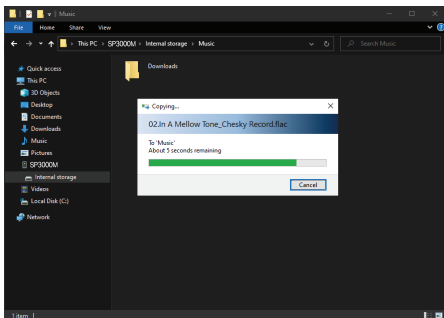 Music
File Home Share View
This PC > SP3000M > Internal storage > Music
Search Music
Quick access
This PC
3D Objects
Desktop
Documents
Downloads
Music
Pictures
SP3000M
Internal storage
Videos
Local Disk (C:)
Network
Downloads
Copying...
02.In A Mellow Tone_Chesky Record.flac
To 'Music'
About 5 seconds remaining
Cancel
1 item